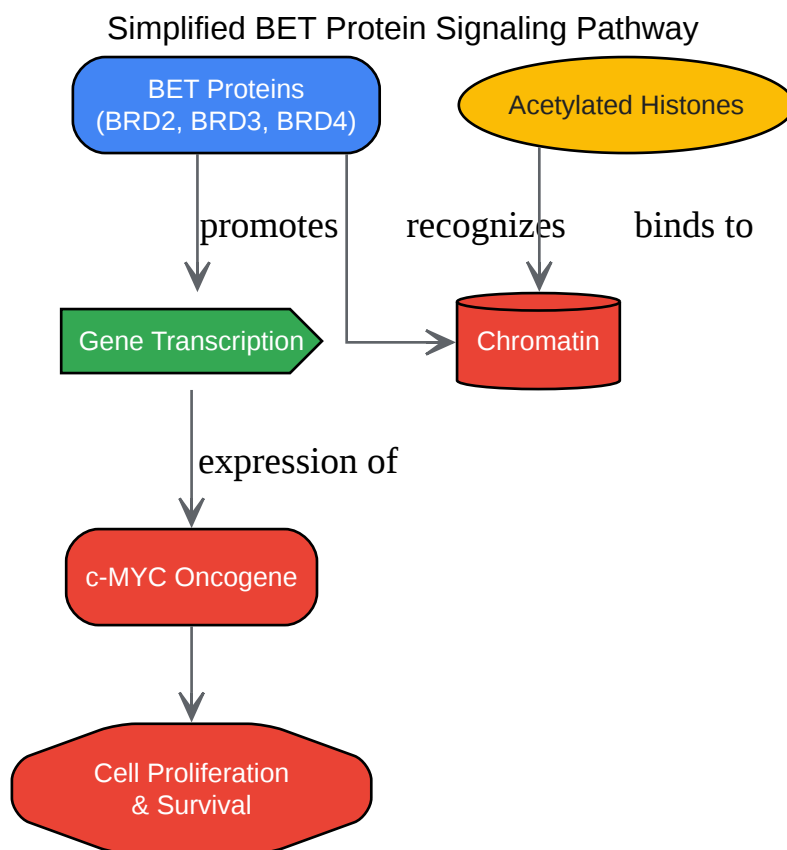 Simplified BET Protein Signaling Pathway
BET Proteins
(BRD2, BRD3, BRD4)
Acetylated Histones
promotes
recognizes
binds to
Gene Transcription
Chromatin
expression of
c-MYC Oncogene
Cell Proliferation
& Survival